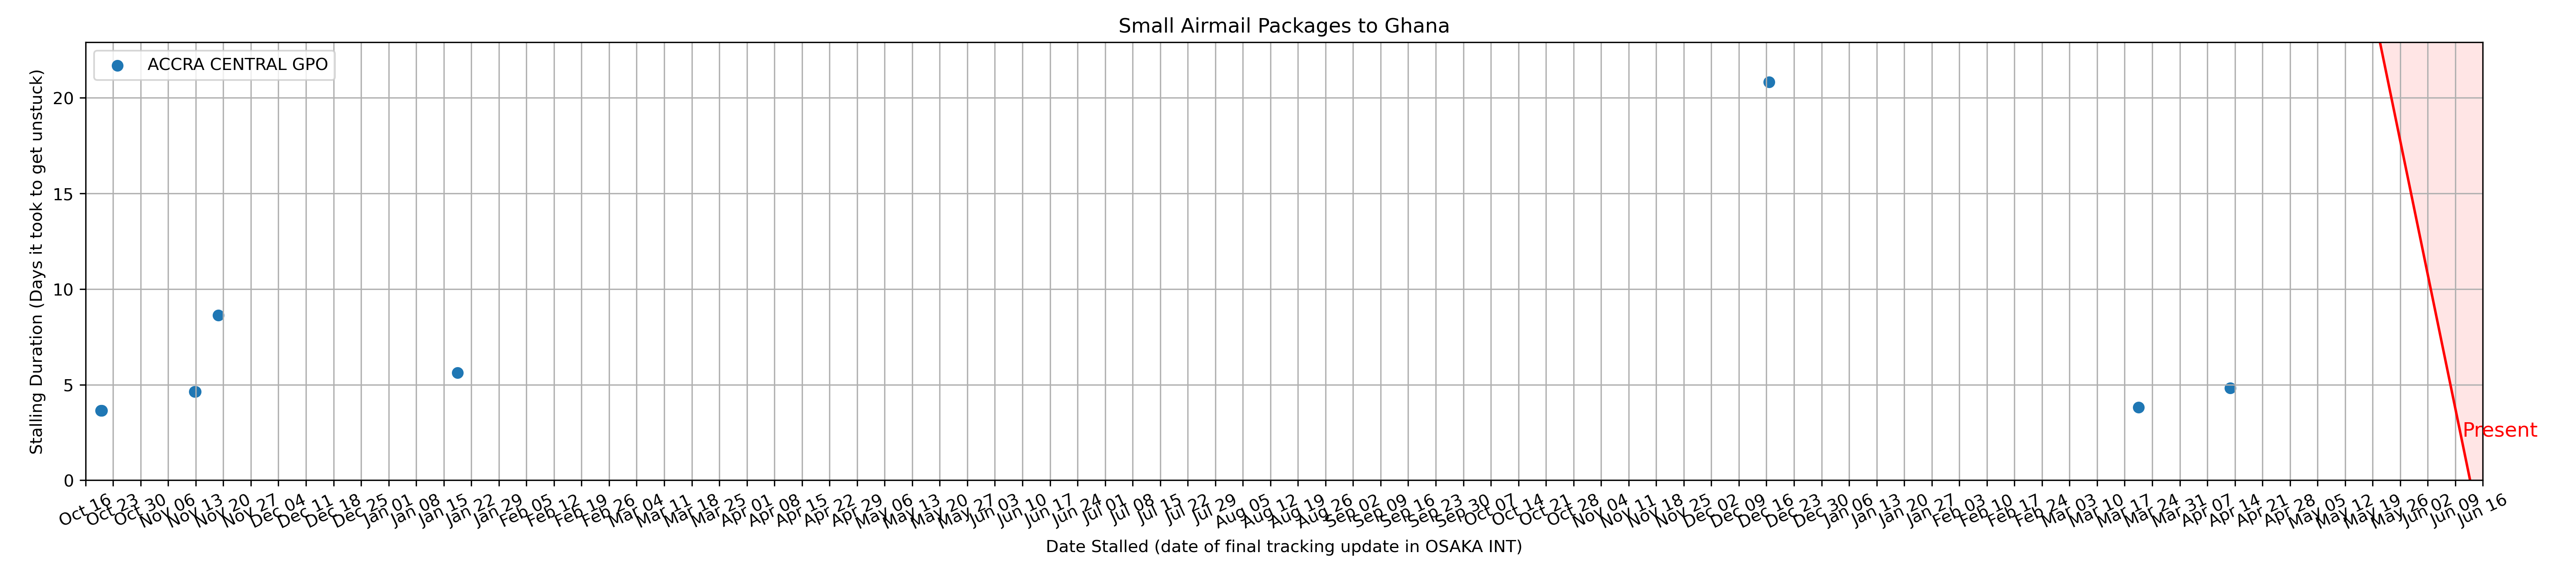 Small Airmail Packages to Ghana
ACCRA CENTRAL GPO
Stalling Duration (Days it took to get unstuck)
20
15
10
5
0
Present
Oct 16 Oct 23 Oct 30 Nov 06 Nov 13 Nov 20 Nov 27 Dec 04 Dec 11 Dec 18 Dec 25 Jan 01 Jan 08 Jan 15 Jan 22 Jan 29 Feb 05 Feb 12 Feb 19 Feb 26 Mar 04 Mar 11 Mar 18 Mar 25 Apr 01 Apr 08 Apr 15 Apr 22 Apr 29 May 06 May 13 May 20 May 27 Jun 03 Jun 10 Jun 17 Jun 24 Jul 01 Jul 08 Jul 15 Jul 22 Jul 29 Aug 05 Aug 12 Aug 19 Aug 26 Sep 02 Sep 09 Sep 16 Sep 23 Sep 30 Oct 07 Oct 14 Oct 21 Oct 28 Nov 04 Nov 11 Nov 18 Nov 25 Dec 02 Dec 09 Dec 16 Dec 23 Dec 30 Jan 06 Jan 13 Jan 20 Jan 27 Feb 03 Feb 10 Feb 17 Feb 24 Mar 03 Mar 10 Mar 17 Mar 24 Mar 31 Apr 07 Apr 14 Apr 21 Apr 28 May 05 May 12 May 19 May 26 Jun 02 Jun 09 Jun 16
Date Stalled (date of final tracking update in OSAKA INT)